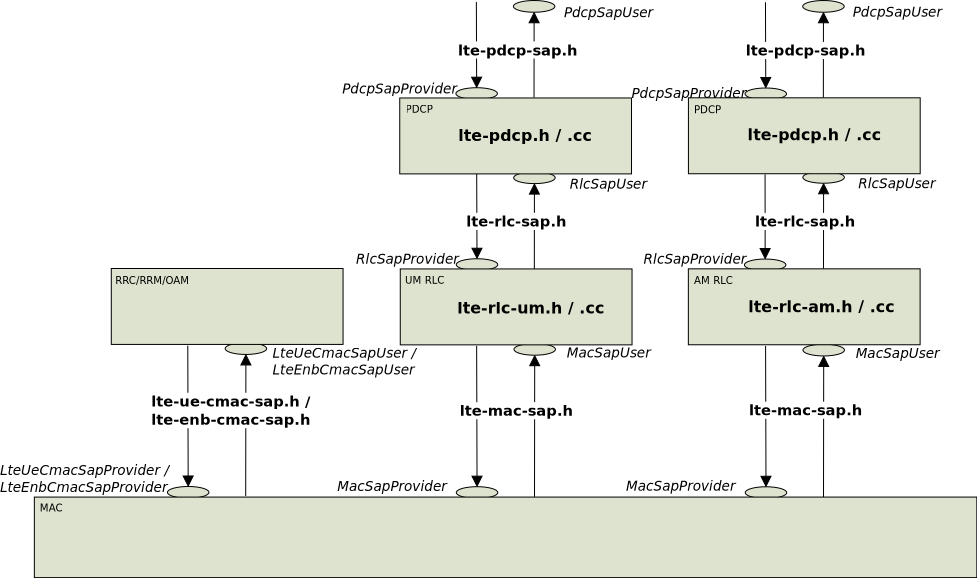 PdcpSapUser
PdcpSapUser
lte-pdcp-sap.h
lte-pdcp-sap.h
PdcpSapProvider
PdcpSapProvider
PDCP
PDCP
lte-pdcp.h / .cc
lte-pdcp.h / .cc
RlcSapUser
RlcSapUser
lte-rlc-sap.h
lte-rlc-sap.h
RlcSapProvider
RlcSapProvider
RRC/RRM/OAM
UM RLC
AM RLC
lte-rlc-um.h / .cc
lte-rlc-am.h / .cc
LteUeCmacSapUser /
LteEnbCmacSapUser
MacSapUser
MacSapUser
lte-ue-cmac-sap.h /
lte-enb-cmac-sap.h
lte-mac-sap.h
lte-mac-sap.h
LteUeCmacSapProvider /
LteEnbCmacSapProvider
MacSapProvider
MacSapProvider
MAC